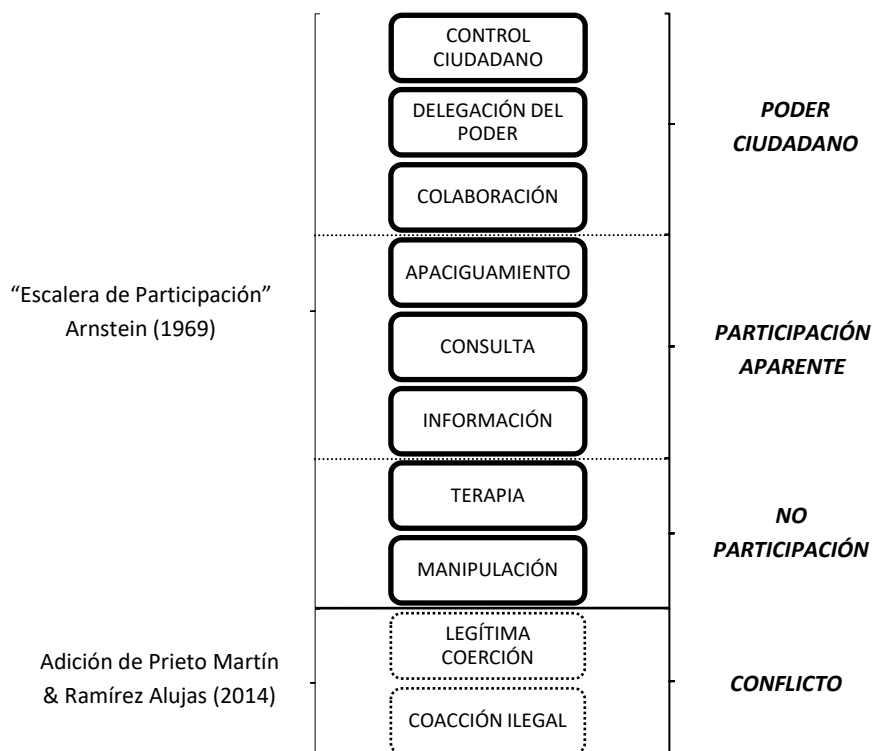 CONTROL
CIUDADANO
DELEGACIÓN DEL
PODER
COLABORACIÓN
PODER
CIUDADANO
APACIGUAMIENTO
CONSULTA
INFORMACIÓN
“Escalera de Participación”
Arnstein (1969)
PARTICIPACIÓN
APARENTE
TERAPIA
MANIPULACIÓN
NO
PARTICIPACIÓN
LEGÍTIMA
COERCIÓN
COACCIÓN ILEGAL
Adición de Prieto Martín
& Ramírez Alujas (2014)
CONFLICTO